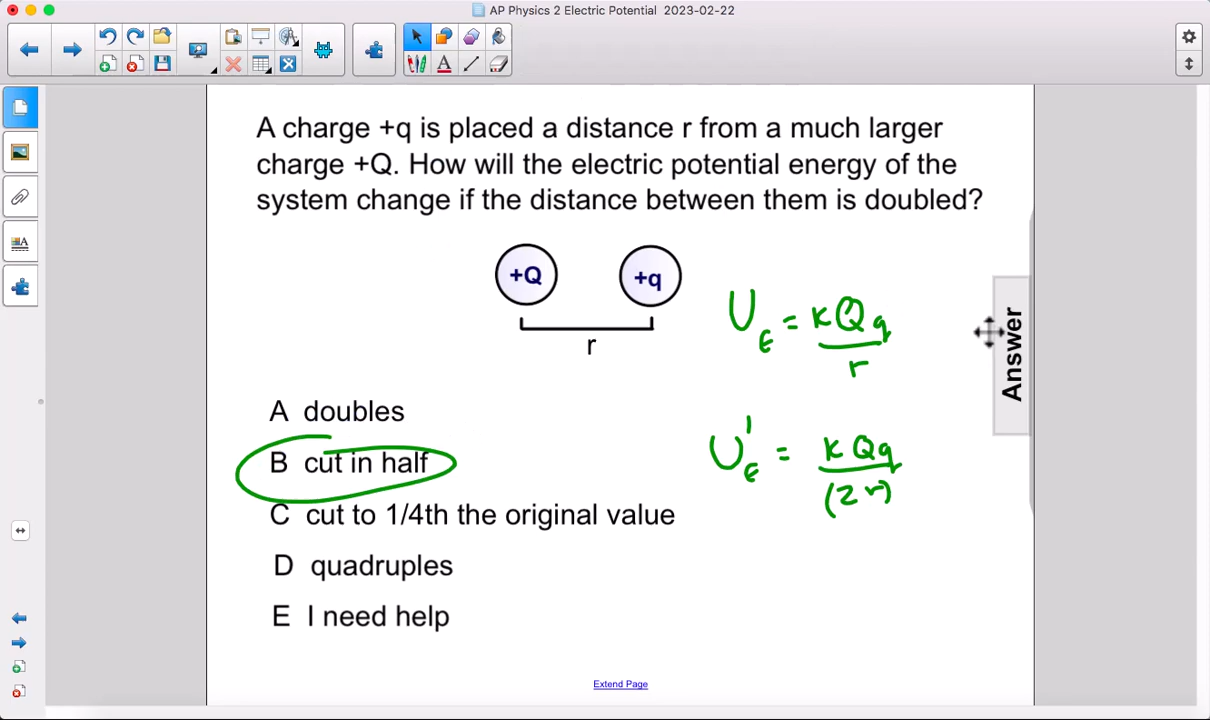 AP Physics 2 Electric Potential 2023-02-22
A charge +q is placed a distance r from a much larger
charge +Q. How will the electric potential energy of the
system change if the distance between them is doubled?
+Q +q
r
U_E = kQq/r
Answer
A doubles
B cut in half
U'_E = kQq/(2r)
C cut to 1/4th the original value
D quadruples
E I need help
Extend Page